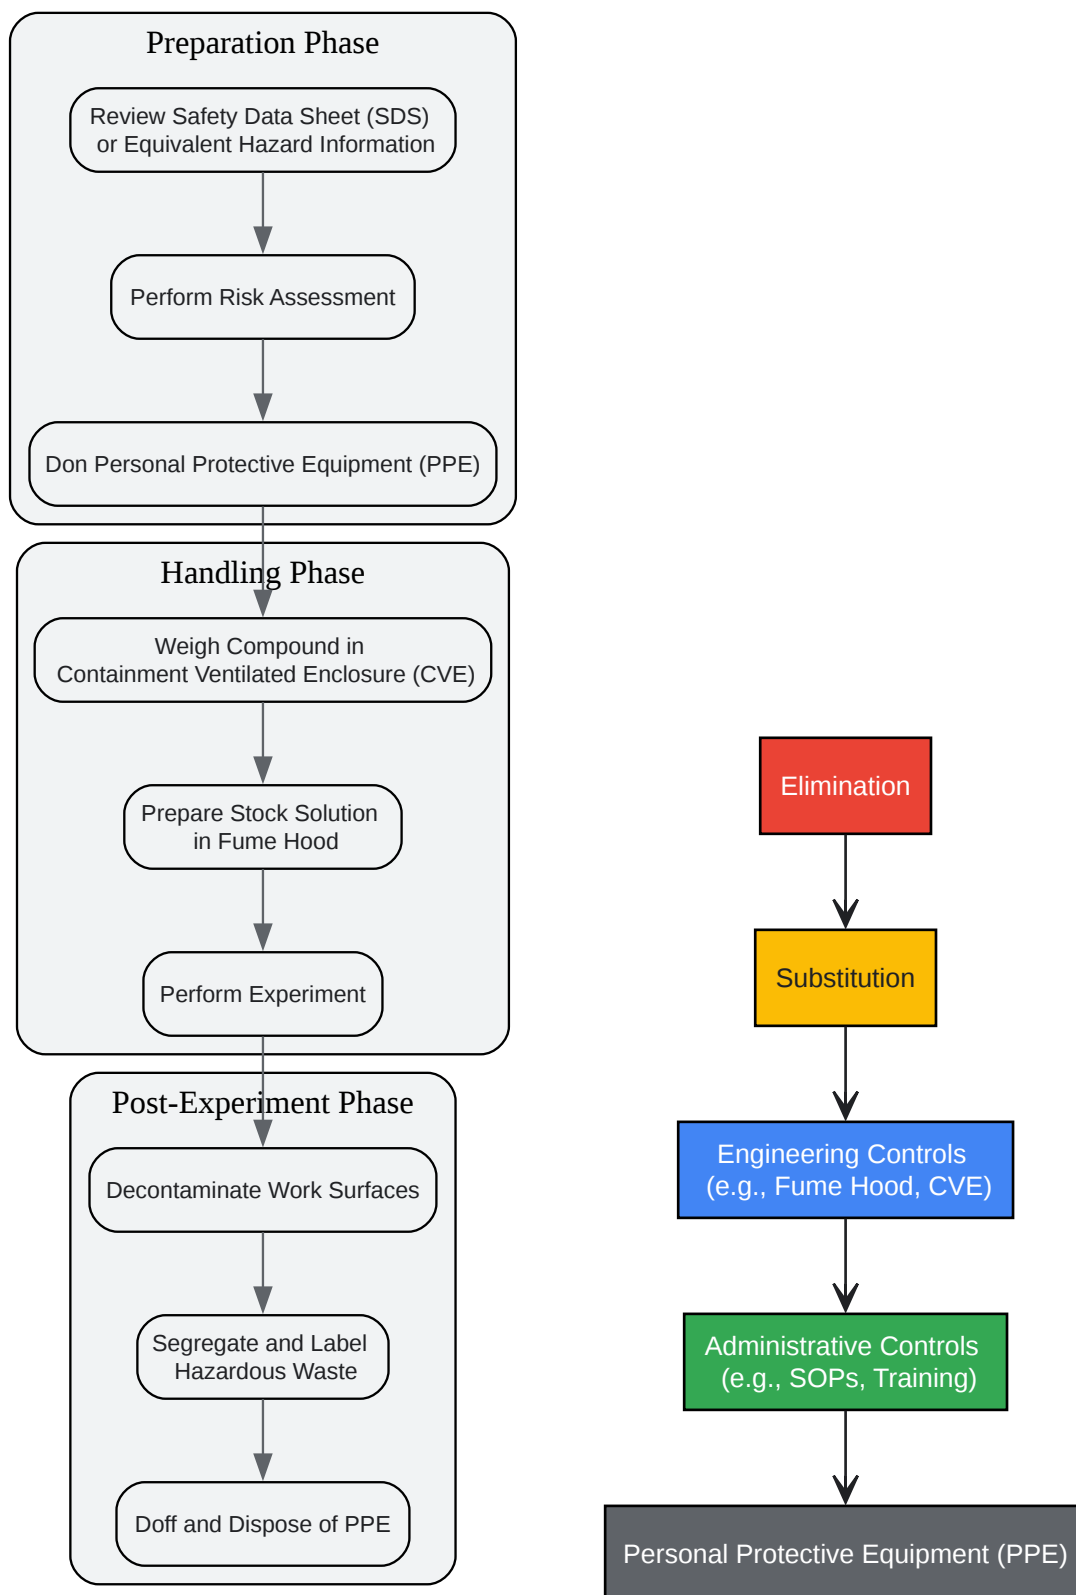 Preparation Phase
Review Safety Data Sheet (SDS)
or Equivalent Hazard Information
Perform Risk Assessment
Don Personal Protective Equipment (PPE)
Handling Phase
Weigh Compound in
Containment Ventilated Enclosure (CVE)
Prepare Stock Solution
in Fume Hood
Perform Experiment
Post-Experiment Phase
Decontaminate Work Surfaces
Segregate and Label
Hazardous Waste
Doff and Dispose of PPE
Elimination
Substitution
Engineering Controls
(e.g., Fume Hood, CVE)
Administrative Controls
(e.g., SOPs, Training)
Personal Protective Equipment (PPE)